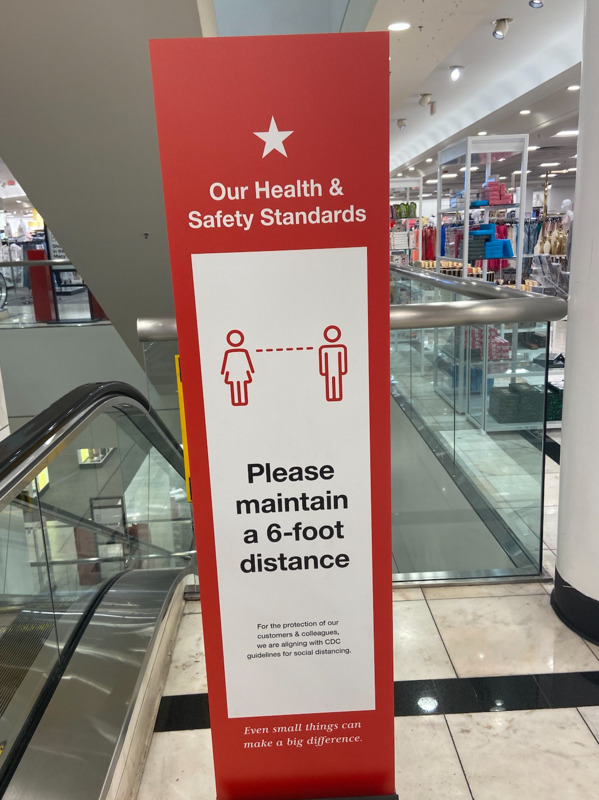 Our Health &
Safety Standards
Please
maintain
a 6-foot
distance
For the protection of our
customers & colleagues,
we are aligning with CDC
guidelines for social distancing.
Even small things can
make a big difference.